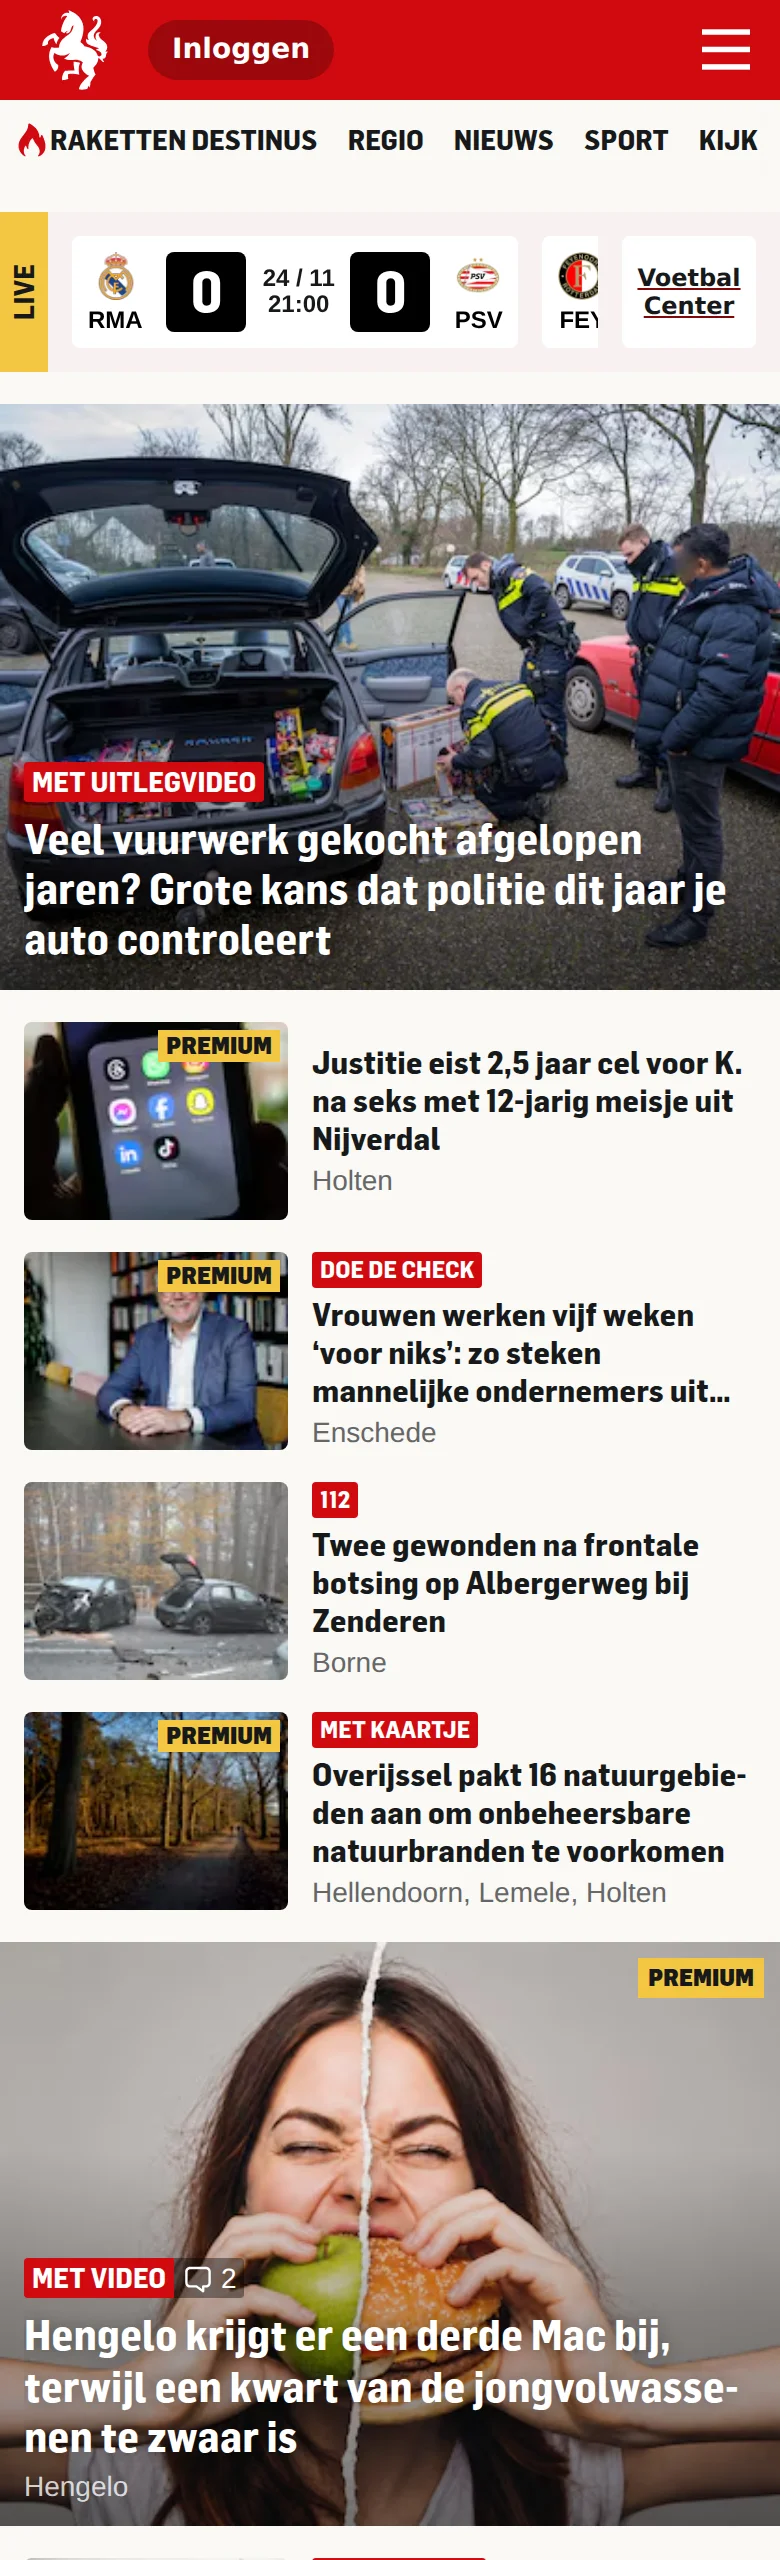 Inloggen
RAKETTEN DESTINUS REGIO NIEUWS SPORT KIJK
LIVE
RMA
0
24 / 11
21:00
0
PSV
PSV
FEY
Voetbal
Center
MET UITLEGVIDEO
Veel vuurwerk gekocht afgelopen
jaren? Grote kans dat politie dit jaar je
auto controleert
PREMIUM
Justitie eist 2,5 jaar cel voor K.
na seks met 12-jarig meisje uit
Nijverdal
Holten
PREMIUM
DOE DE CHECK
Vrouwen werken vijf weken
‘voor niks’: zo steken
mannelijke ondernemers uit...
Enschede
112
Twee gewonden na frontale
botsing op Albergerweg bij
Zenderen
Borne
PREMIUM
MET KAARTJE
Overijssel pakt 16 natuurgebie-
den aan om onbeheersbare
natuurbranden te voorkomen
Hellendoorn, Lemele, Holten
PREMIUM
MET VIDEO 2
Hengelo krijgt er een derde Mac bij,
terwijl een kwart van de jongvolwasse-
nen te zwaar is
Hengelo